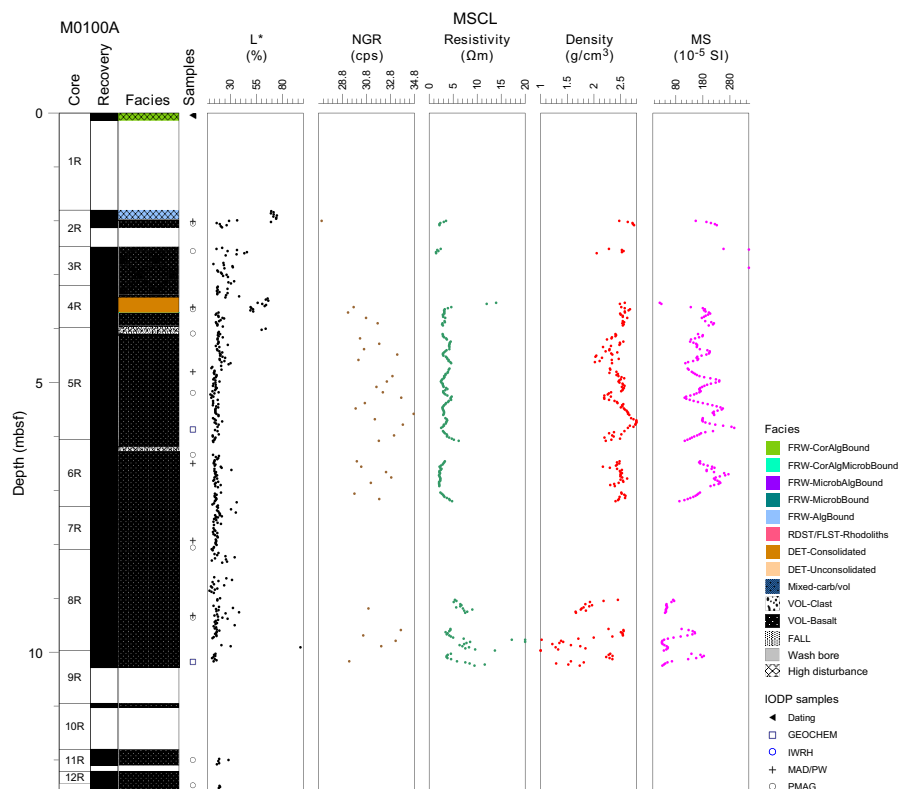 MSCL
M0100A
Core
Recovery
Facies
Samples
L*
(%)
NGR
(cps)
Resistivity
(Ωm)
Density
(g/cm³)
MS
(10⁻⁵ SI)
30 55 80
28.8 30.8 32.8 34.8
0 5 10 15 20
1 1.5 2 2.5
80 180 280
Depth (mbsf)
0
5
10
1R
2R
3R
4R
5R
6R
7R
8R
9R
10R
11R
12R
Facies
FRW-CorAlgBound
FRW-CorAlgMicrobBound
FRW-MicrobAlgBound
FRW-MicrobBound
FRW-AlgBound
RDST/FLST-Rhodoliths
DET-Consolidated
DET-Unconsolidated
Mixed-carb/vol
VOL-Clast
VOL-Basalt
FALL
Wash bore
High disturbance
IODP samples
Dating
GEOCHEM
IWRH
MAD/PW
PMAG